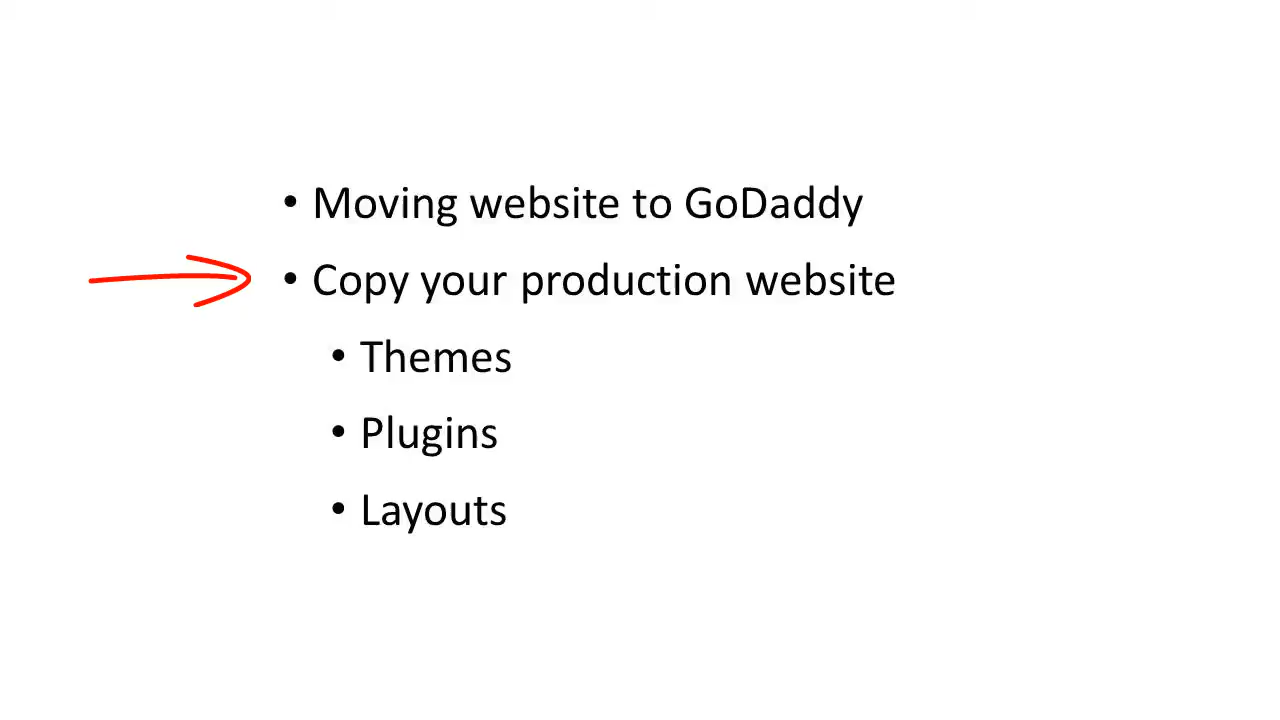 • Moving website to GoDaddy
• Copy your production website
• Themes
• Plugins
• Layouts